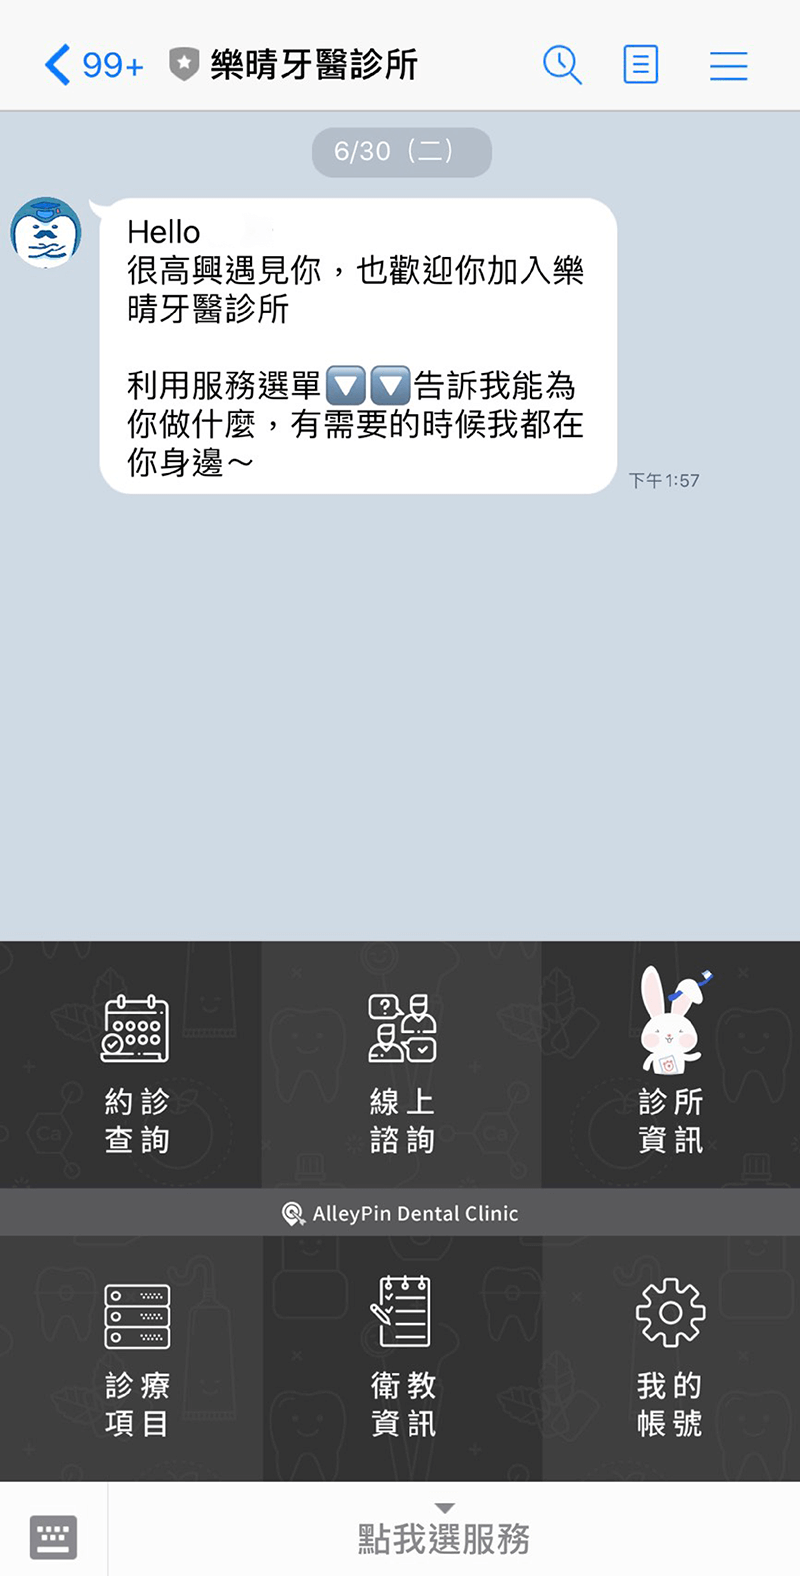 99+ 樂晴牙醫診所
6/30（二）
Hello
很高興遇見你，也歡迎你加入樂
晴牙醫診所
利用服務選單🔽🔽告訴我能為
你做什麼，有需要的時候我都在
你身邊～
下午1:57
約診
查詢
線上
諮詢
診所
資訊
AlleyPin Dental Clinic
診療
項目
衛教
資訊
我的
帳號
點我選服務